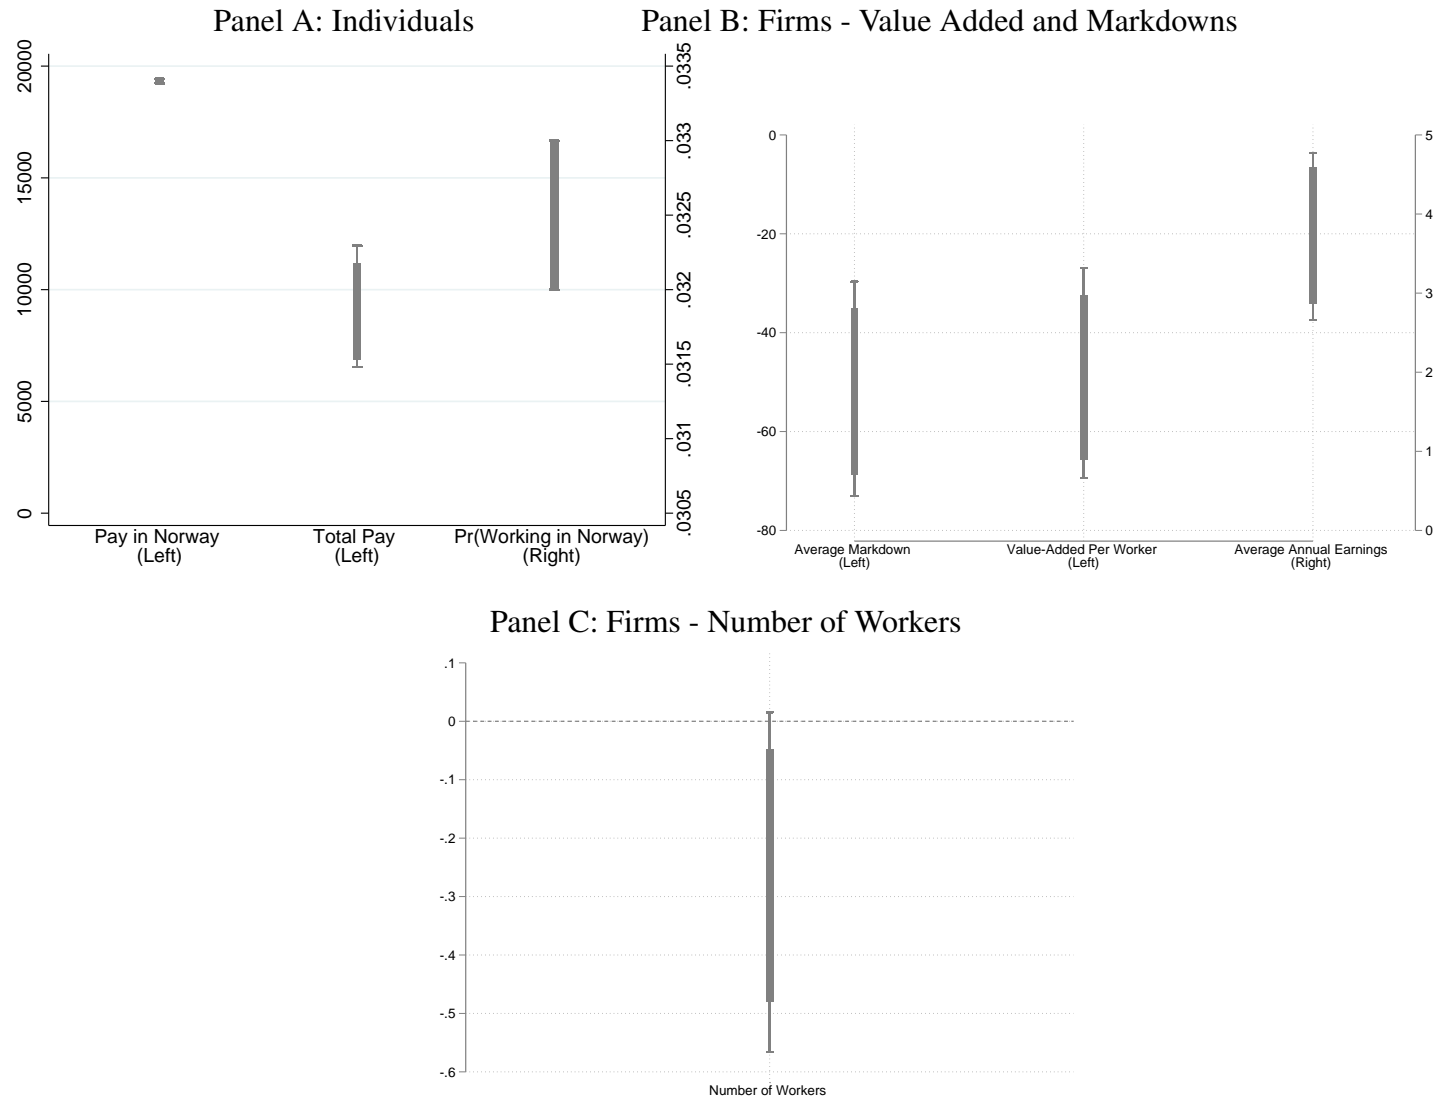 Panel A: Individuals
20000
15000
10000
5000
0
.0335
.033
.0325
.032
.0315
.031
.0305
Pay in Norway
(Left)
Total Pay
(Left)
Pr(Working in Norway)
(Right)
Panel B: Firms - Value Added and Markdowns
0
-20
-40
-60
-80
5
4
3
2
1
0
Average Markdown
(Left)
Value-Added Per Worker
(Left)
Average Annual Earnings
(Right)
Panel C: Firms - Number of Workers
.1
0
-.1
-.2
-.3
-.4
-.5
-.6
Number of Workers